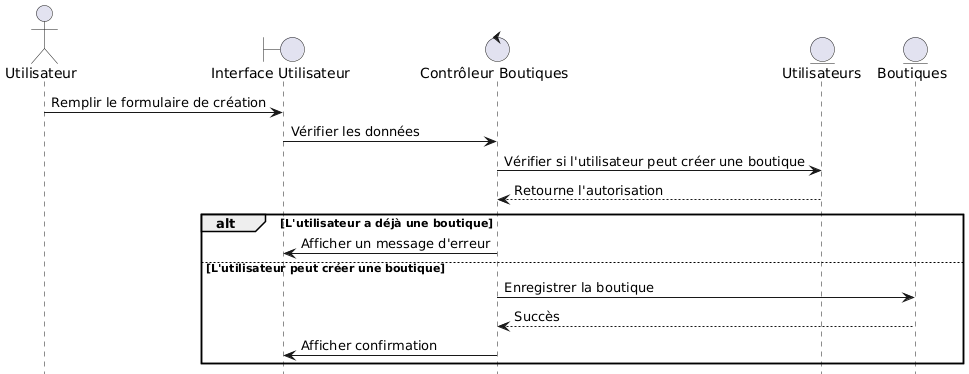 Utilisateur
Interface Utilisateur
Contrôleur Boutiques
Utilisateurs
Boutiques
Remplir le formulaire de création
Vérifier les données
Vérifier si l'utilisateur peut créer une boutique
Retourne l'autorisation
alt
[L'utilisateur a déjà une boutique]
Afficher un message d'erreur
[L'utilisateur peut créer une boutique]
Enregistrer la boutique
Succès
Afficher confirmation